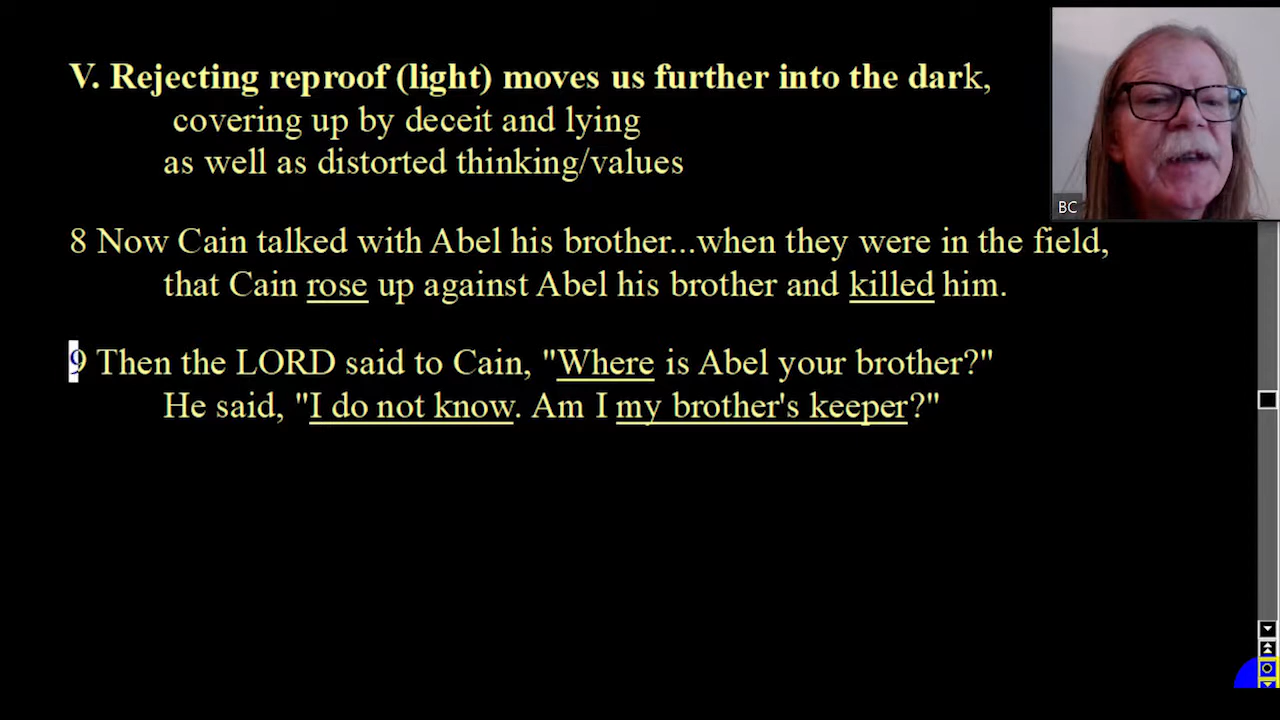 V. Rejecting reproof (light) moves us further into the dark,
covering up by deceit and lying
as well as distorted thinking/values
BC
8 Now Cain talked with Abel his brother...when they were in the field,
that Cain rose up against Abel his brother and killed him.
9 Then the LORD said to Cain, "Where is Abel your brother?"
He said, "I do not know. Am I my brother's keeper?"